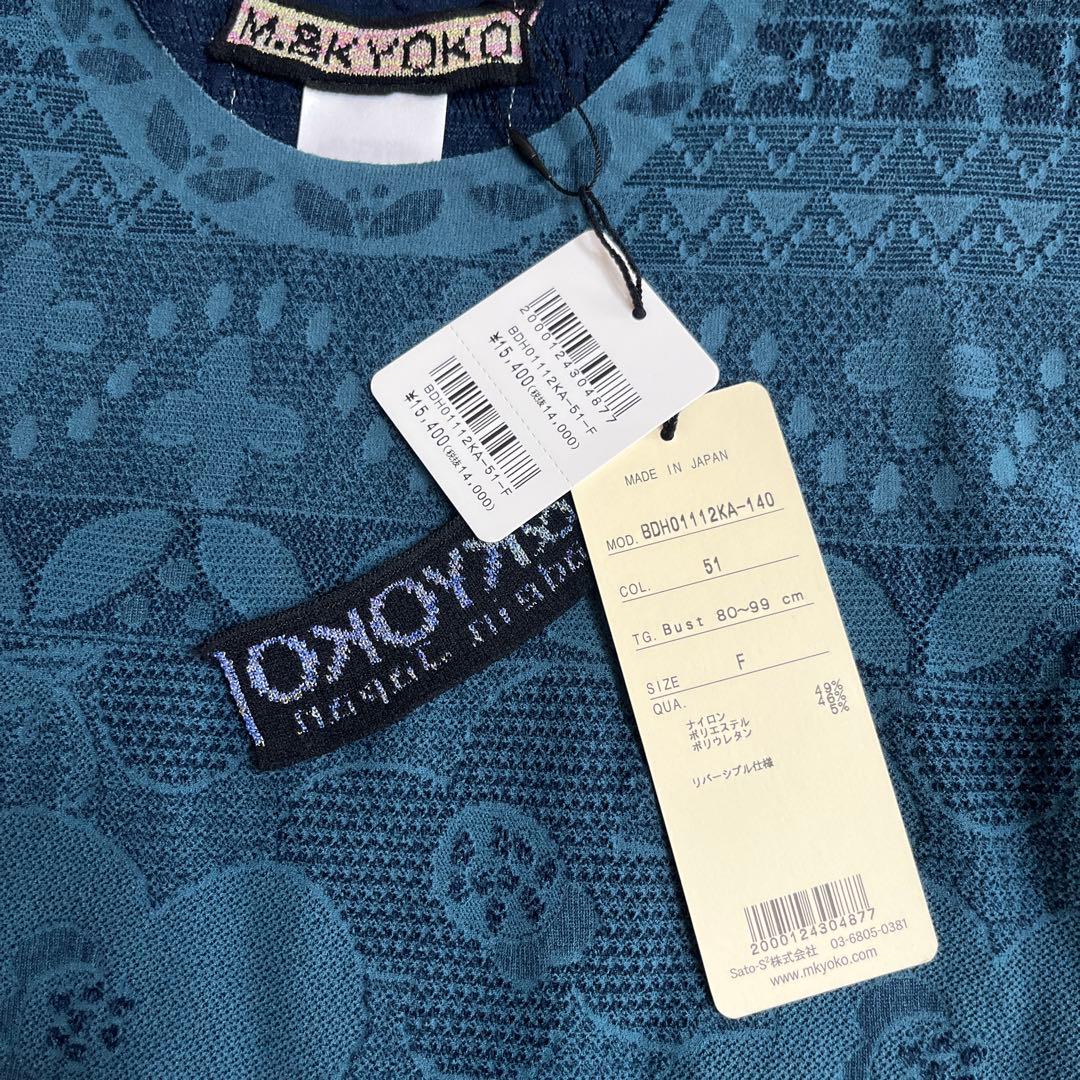 M.&KYOKO
2000124304877
BDH01112KA-51-F
¥15,400(税抜14,000)
BDH01112KA-51-F
¥15,400(税抜14,000)
KYOKO
MADE IN JAPAN
MOD. BDH01112KA-140
COL. 51
TG. Bust 80~99 cm
SIZE F
QUA.
ナイロン 49%
ポリエステル 46%
ポリウレタン 5%
リバーシブル仕様
2000124304877
Sato-S²株式会社 03-6805-0381
www.mkyoko.com